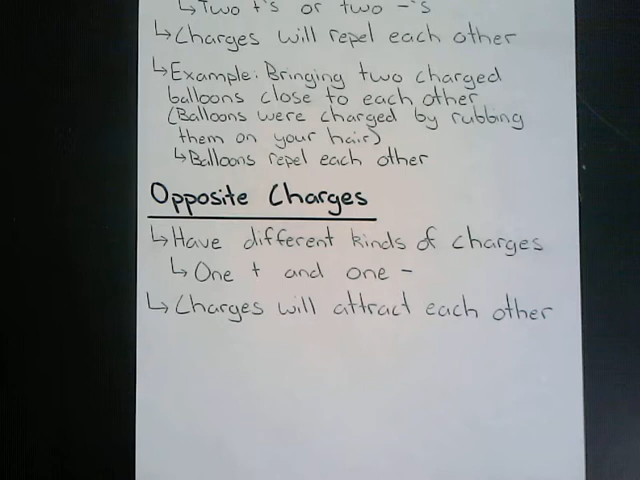 ↳Two +'s or two -'s
↳Charges will repel each other
↳Example: Bringing two charged
balloons close to each other
(Balloons were charged by rubbing
them on your hair)
↳Balloons repel each other
Opposite Charges
↳Have different kinds of charges
↳One + and one -
↳Charges will attract each other